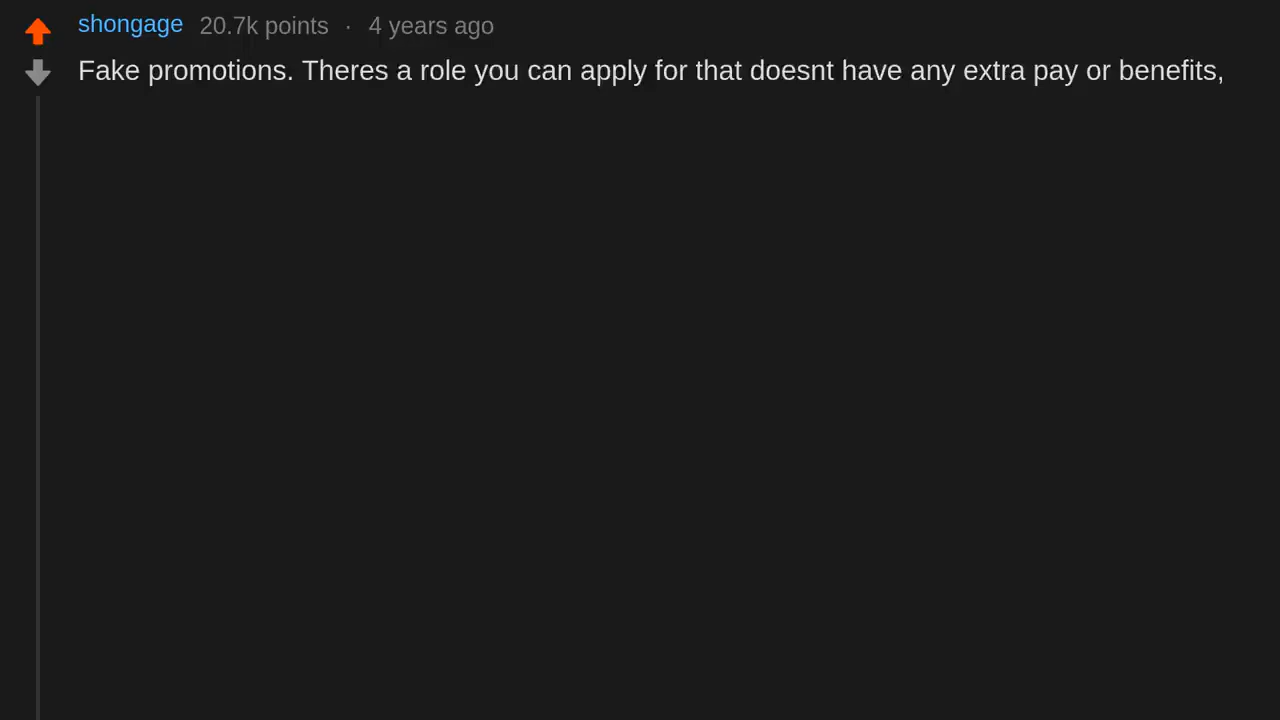 shongage 20.7k points · 4 years ago
Fake promotions. Theres a role you can apply for that doesnt have any extra pay or benefits,